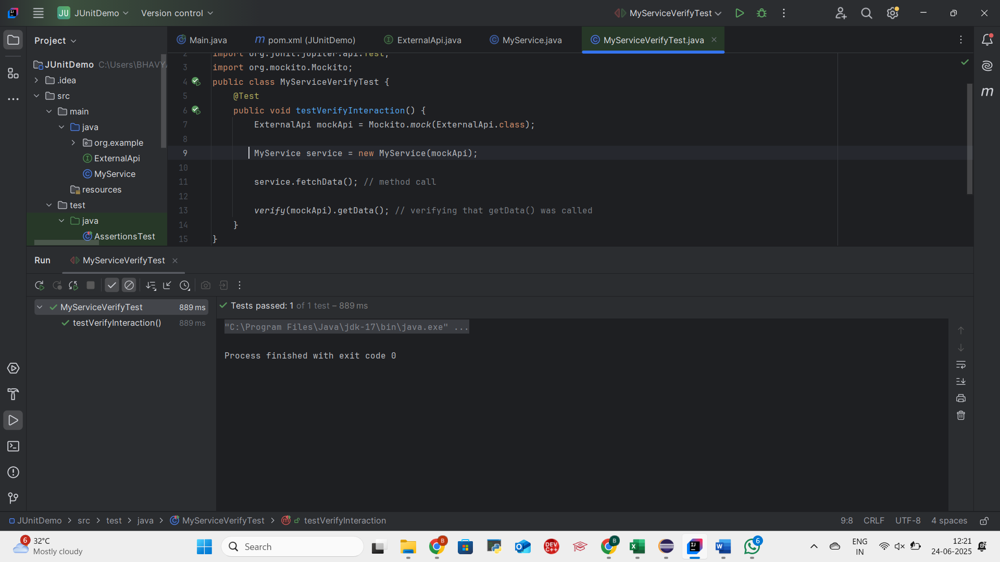 JU JUnitDemo Version control MyServiceVerifyTest
Project
Main.java pom.xml (JUnitDemo) ExternalApi.java MyService.java MyServiceVerifyTest.java
JUnitDemo C:\Users\BHAVYA
.idea
src
main
java
org.example
ExternalApi
MyService
resources
test
java
AssertionsTest
2 import org.junit.jupiter.api.Test;
3 import org.mockito.Mockito;
4 public class MyServiceVerifyTest {
5 @Test
6 public void testVerifyInteraction() {
7 ExternalApi mockApi = Mockito.mock(ExternalApi.class);
8
9 MyService service = new MyService(mockApi);
10
11 service.fetchData(); // method call
12
13 verify(mockApi).getData(); // verifying that getData() was called
14 }
15 }
Run MyServiceVerifyTest
MyServiceVerifyTest 889 ms
testVerifyInteraction() 889 ms
Tests passed: 1 of 1 test – 889 ms
"C:\Program Files\Java\jdk-17\bin\java.exe" ...
Process finished with exit code 0
JUnitDemo > src > test > java > MyServiceVerifyTest > testVerifyInteraction
9:8 CRLF UTF-8 4 spaces
6 32°C
Mostly cloudy
Search
B
DEV C++
B
6
ENG
IN
12:21
24-06-2025